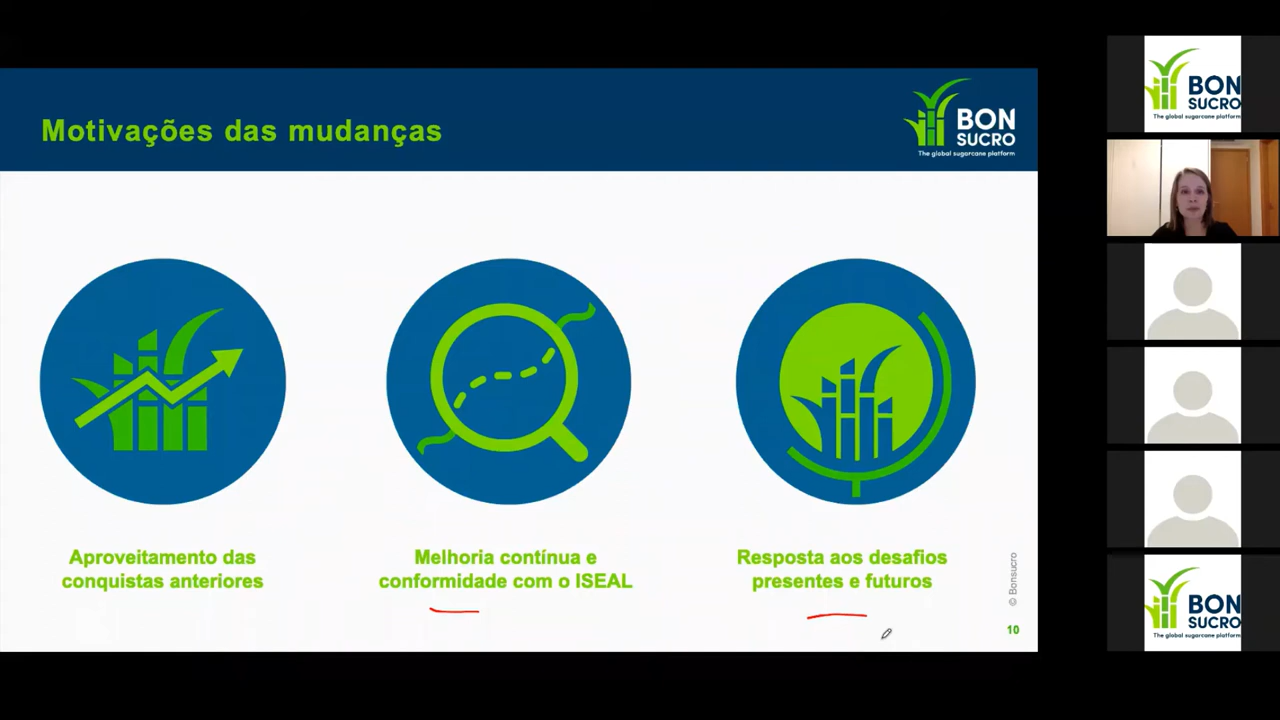 Motivações das mudanças
BON
SUCRO
The global sugarcane platform
Aproveitamento das
conquistas anteriores
Melhoria contínua e
conformidade com o ISEAL
Resposta aos desafios
presentes e futuros
© Bonsucro
10
BON
SUCRO
The global sugarcane platform
BON
SUCRO
The global sugarcane platform